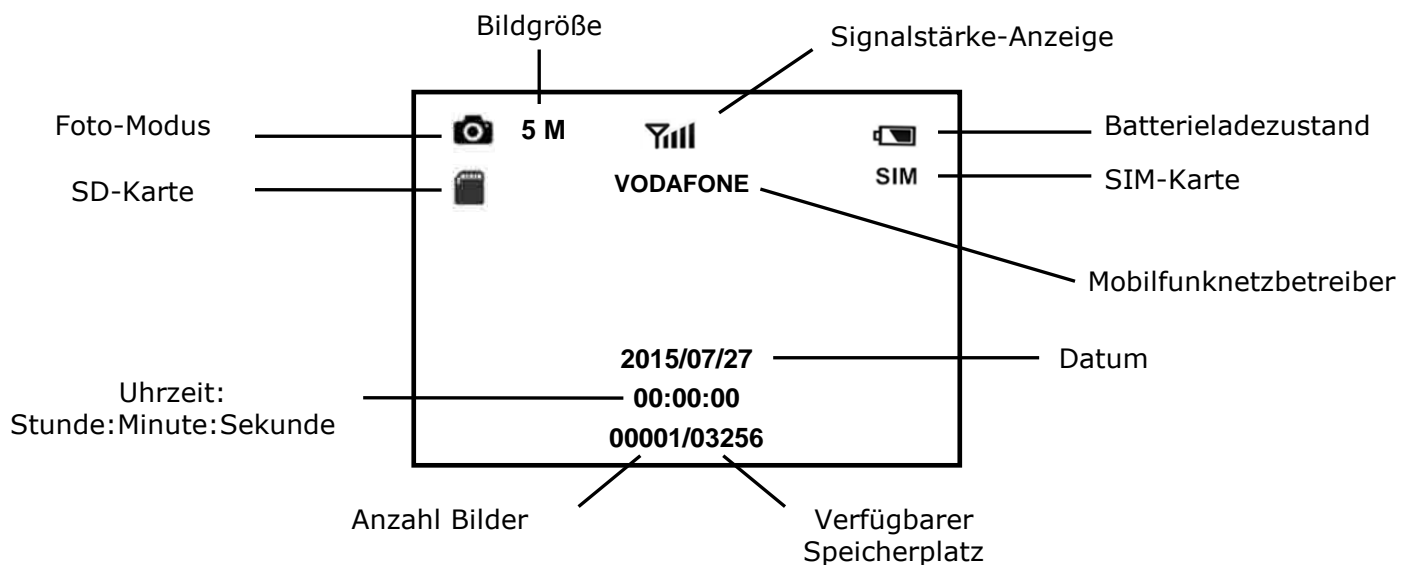 Bildgröße
Signalstärke-Anzeige
Foto-Modus
5 M
Batterieladezustand
SD-Karte
VODAFONE
SIM
SIM-Karte
Mobilfunknetzbetreiber
2015/07/27
Datum
Uhrzeit:
Stunde:Minute:Sekunde
00:00:00
00001/03256
Anzahl Bilder
Verfügbarer
Speicherplatz